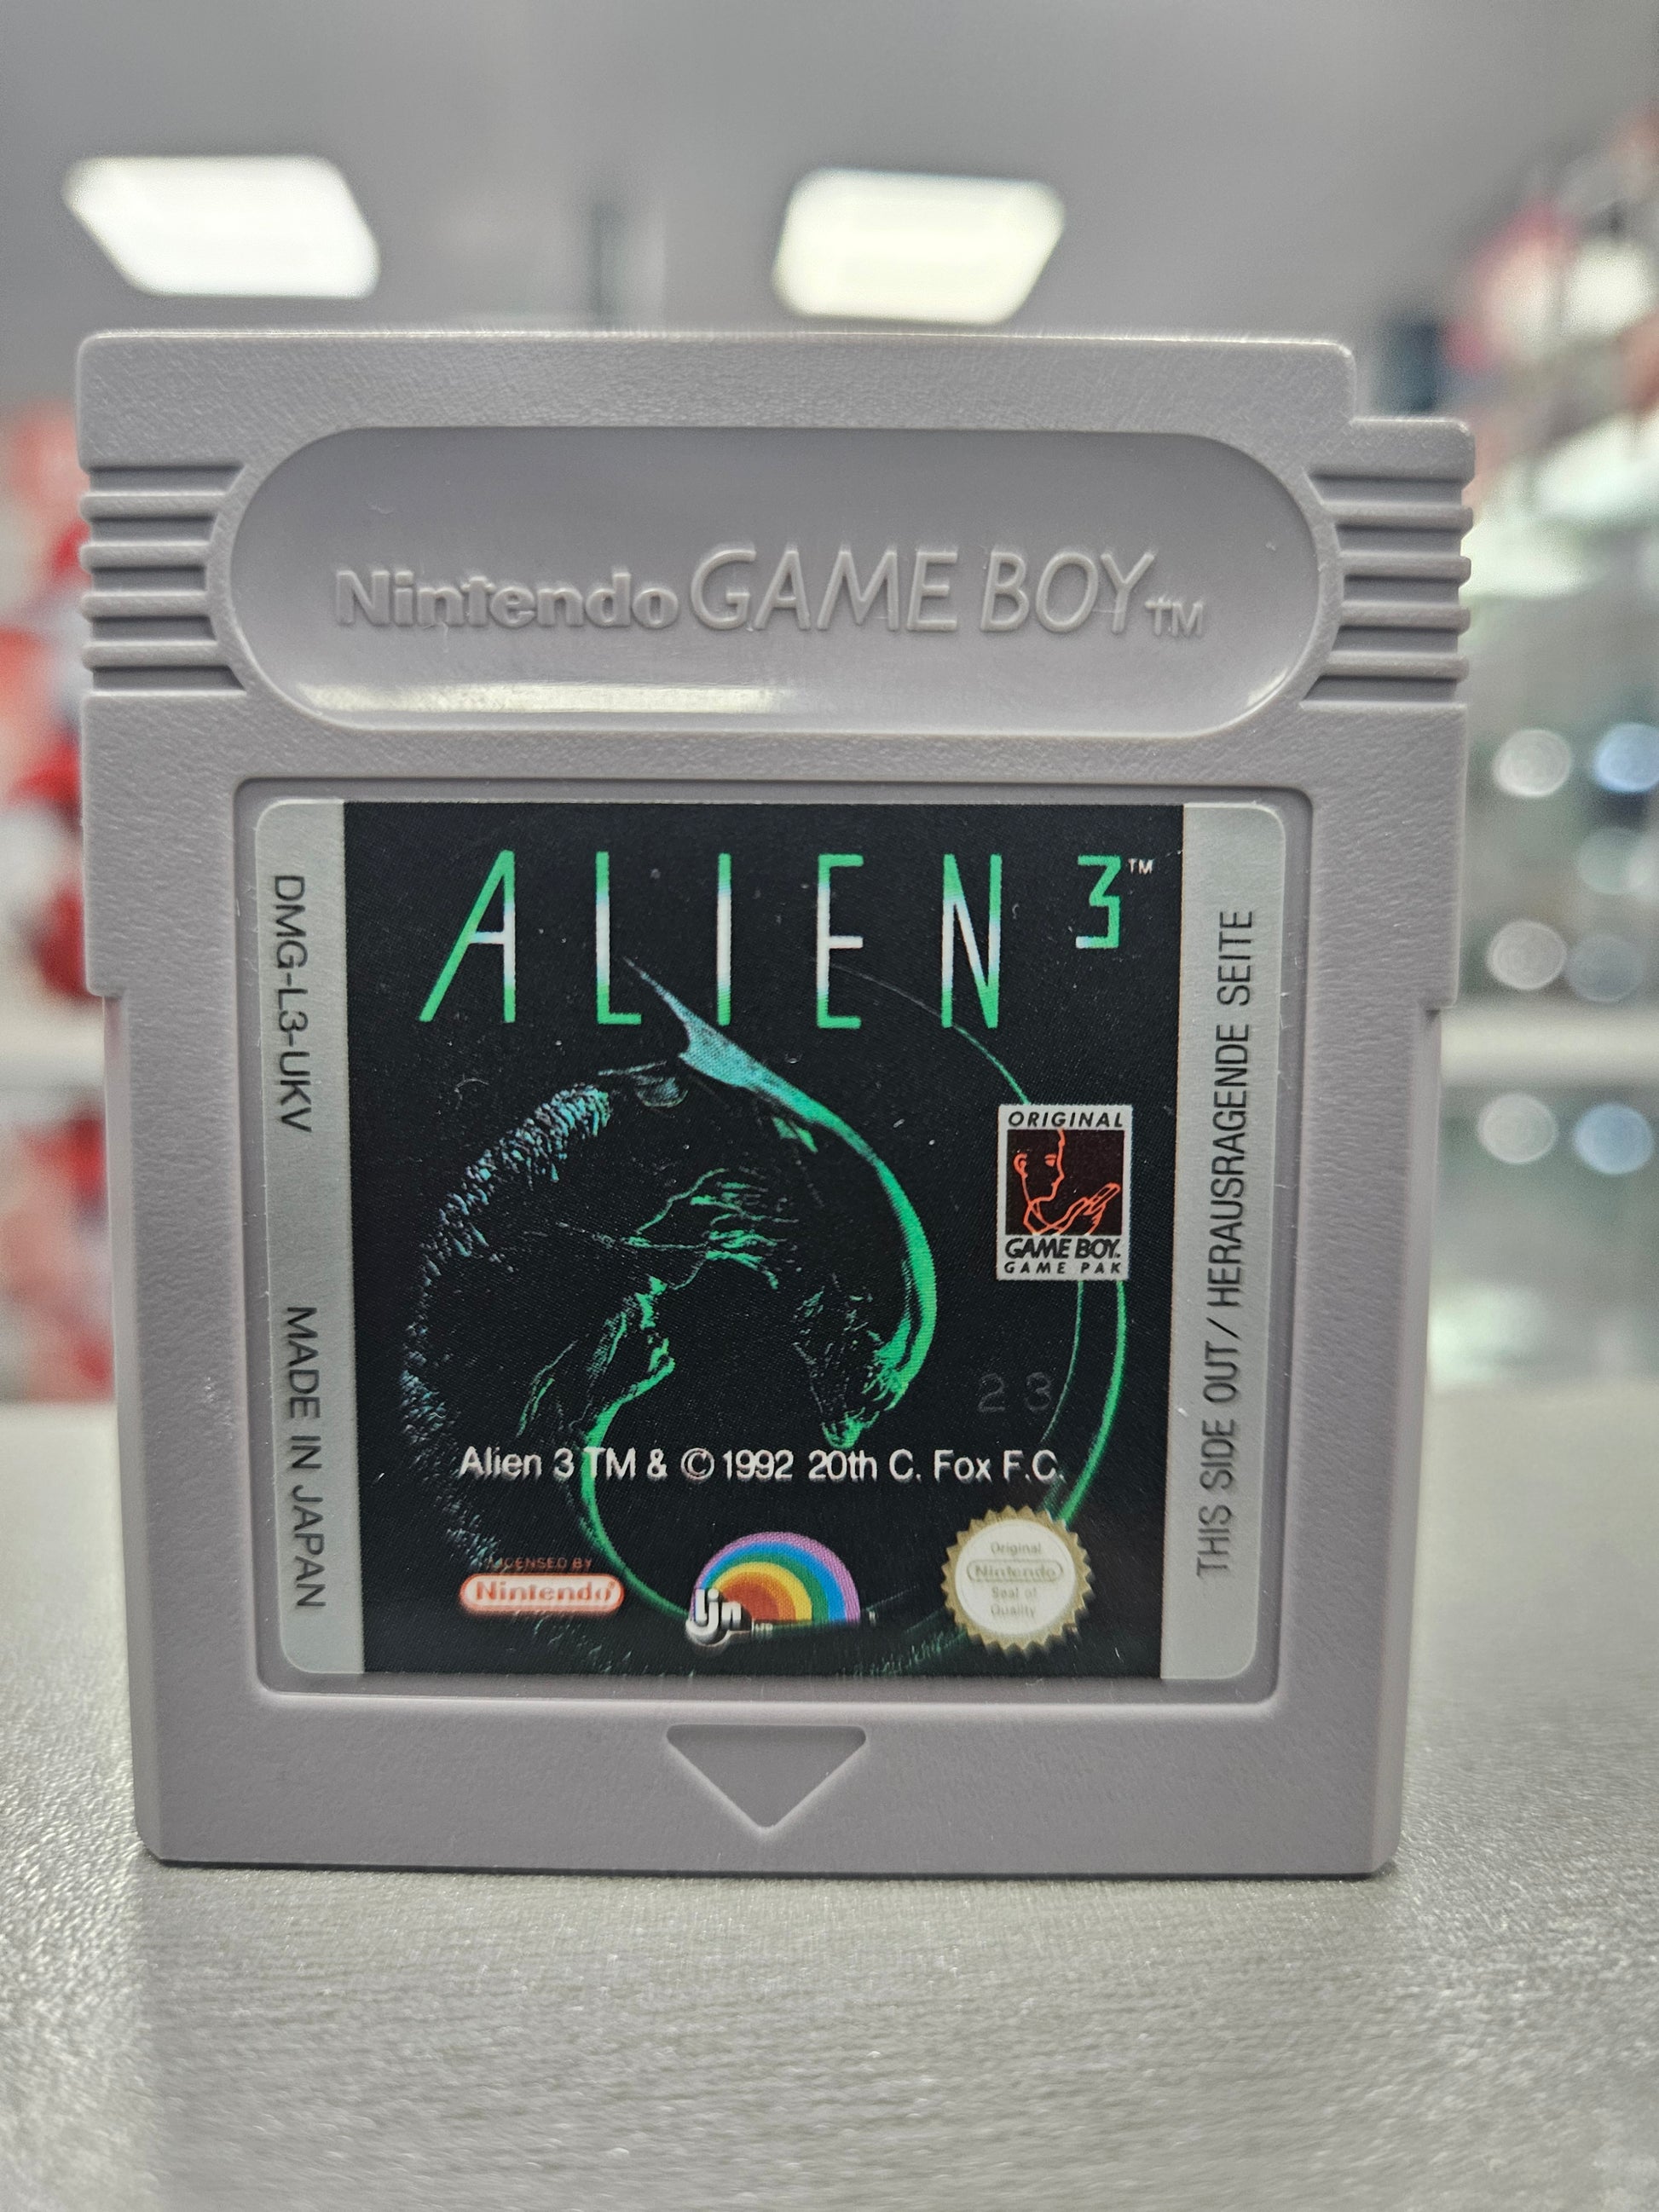 Nintendo GAME BOY TM
ALIEN 3 TM
DMG-L3-UKV
MADE IN JAPAN
THIS SIDE OUT / HERAUSRAGENDE SEITE
ORIGINAL
GAME BOY.
GAME PAK
23
Alien 3 TM & © 1992 20th C. Fox F.C.
LICENSED BY
Nintendo®
ljn
Original
Nintendo
Seal of
Quality